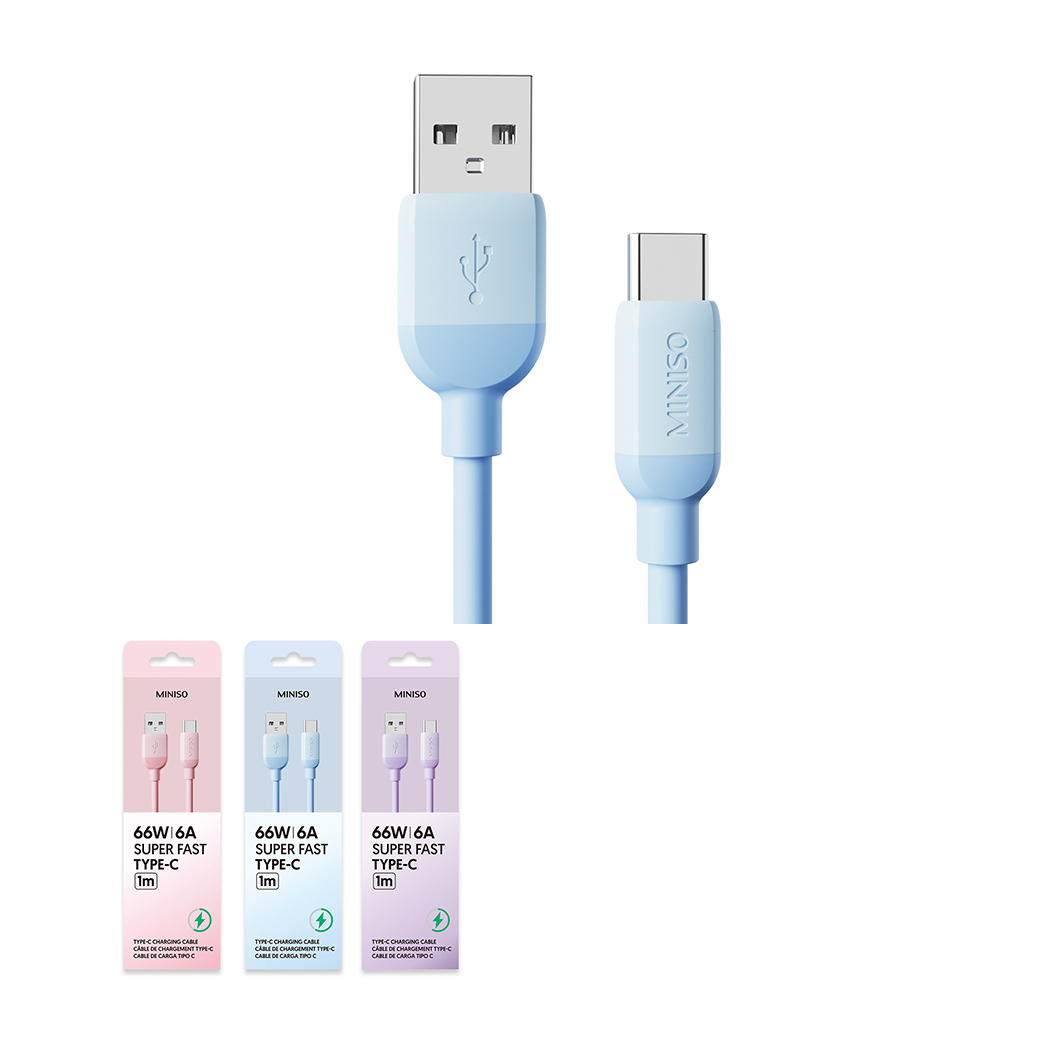 MINISO
MINISO
66W|6A
SUPER FAST
TYPE-C
1m
TYPE-C CHARGING CABLE
CÂBLE DE CHARGEMENT TYPE-C
CABLE DE CARGA TIPO C
MINISO
66W|6A
SUPER FAST
TYPE-C
1m
TYPE-C CHARGING CABLE
CÂBLE DE CHARGEMENT TYPE-C
CABLE DE CARGA TIPO C
MINISO
66W|6A
SUPER FAST
TYPE-C
1m
TYPE-C CHARGING CABLE
CÂBLE DE CHARGEMENT TYPE-C
CABLE DE CARGA TIPO C